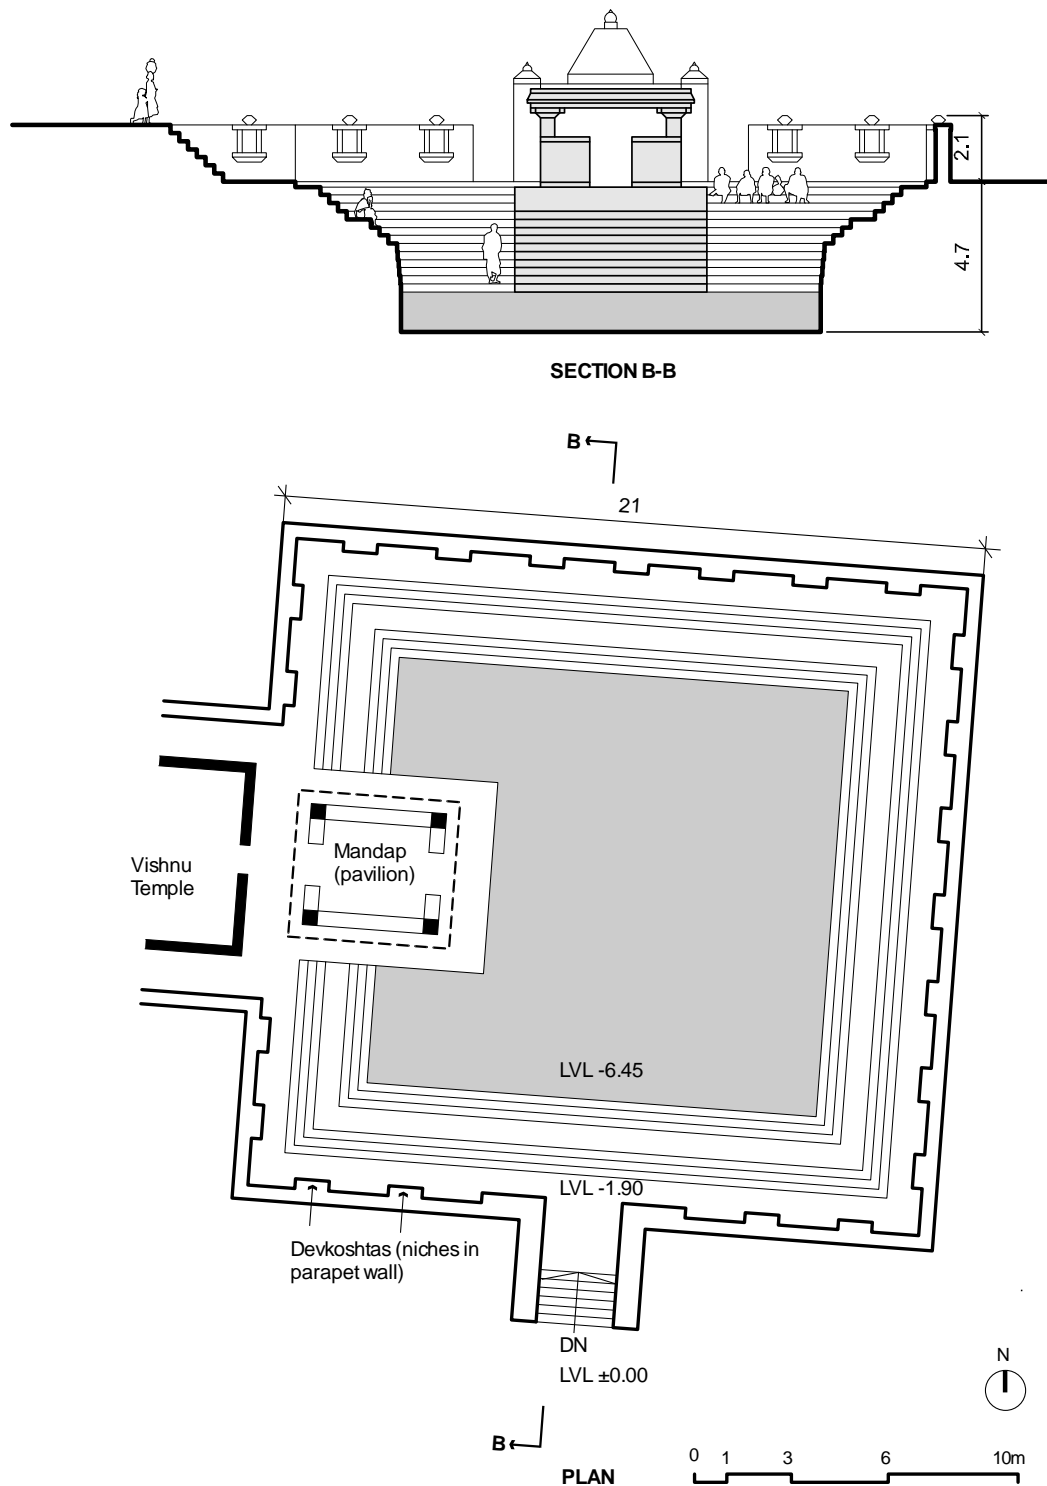 2.1
4.7
SECTION B-B
B
21
Vishnu
Temple
Mandap
(pavilion)
LVL -6.45
LVL -1.90
Devkoshtas (niches in
parapet wall)
DN
LVL ±0.00
N
B
PLAN
0 1 3 6 10m